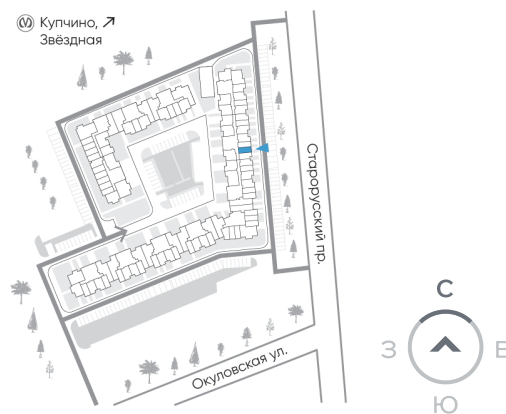 Купчино,
Звёздная
Старорусский пр.
Окуловская ул.
С
З
В
Ю